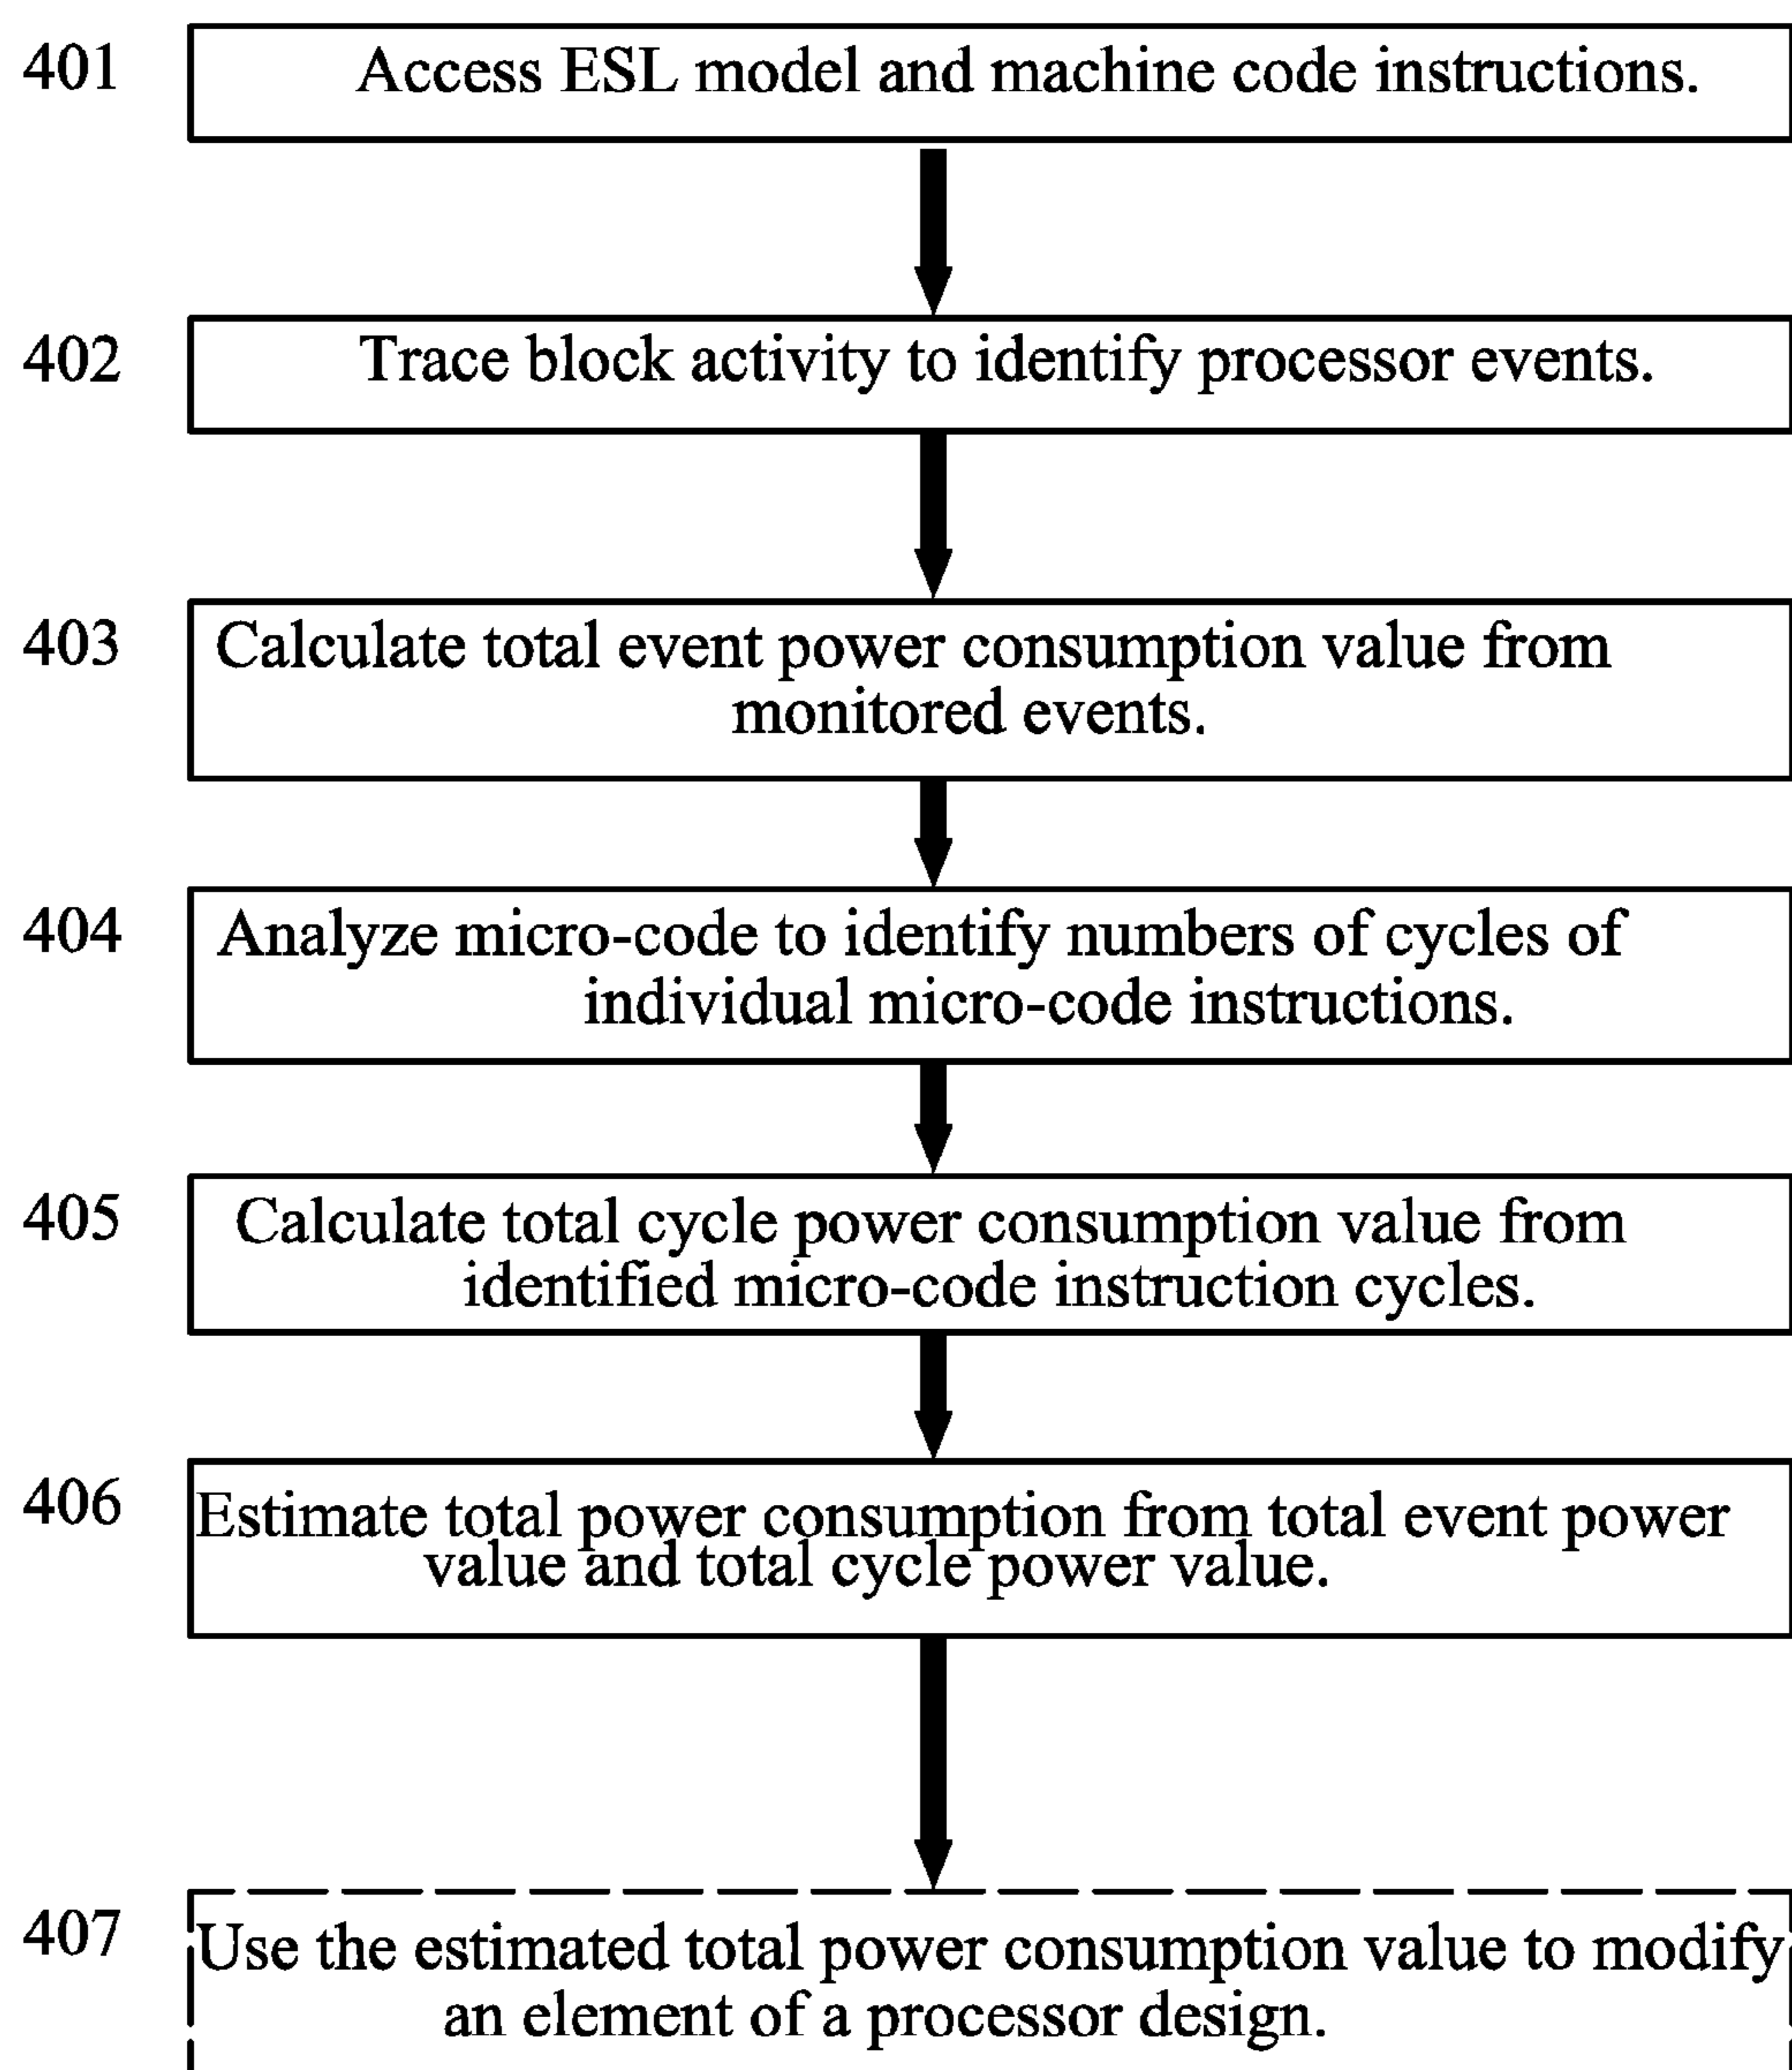 401
Access ESL model and machine code instructions.
402
Trace block activity to identify processor events.
403
Calculate total event power consumption value from
monitored events.
404
Analyze micro-code to identify numbers of cycles of
individual micro-code instructions.
405
Calculate total cycle power consumption value from
identified micro-code instruction cycles.
406
Estimate total power consumption from total event power
value and total cycle power value.
407
Use the estimated total power consumption value to modify
an element of a processor design.